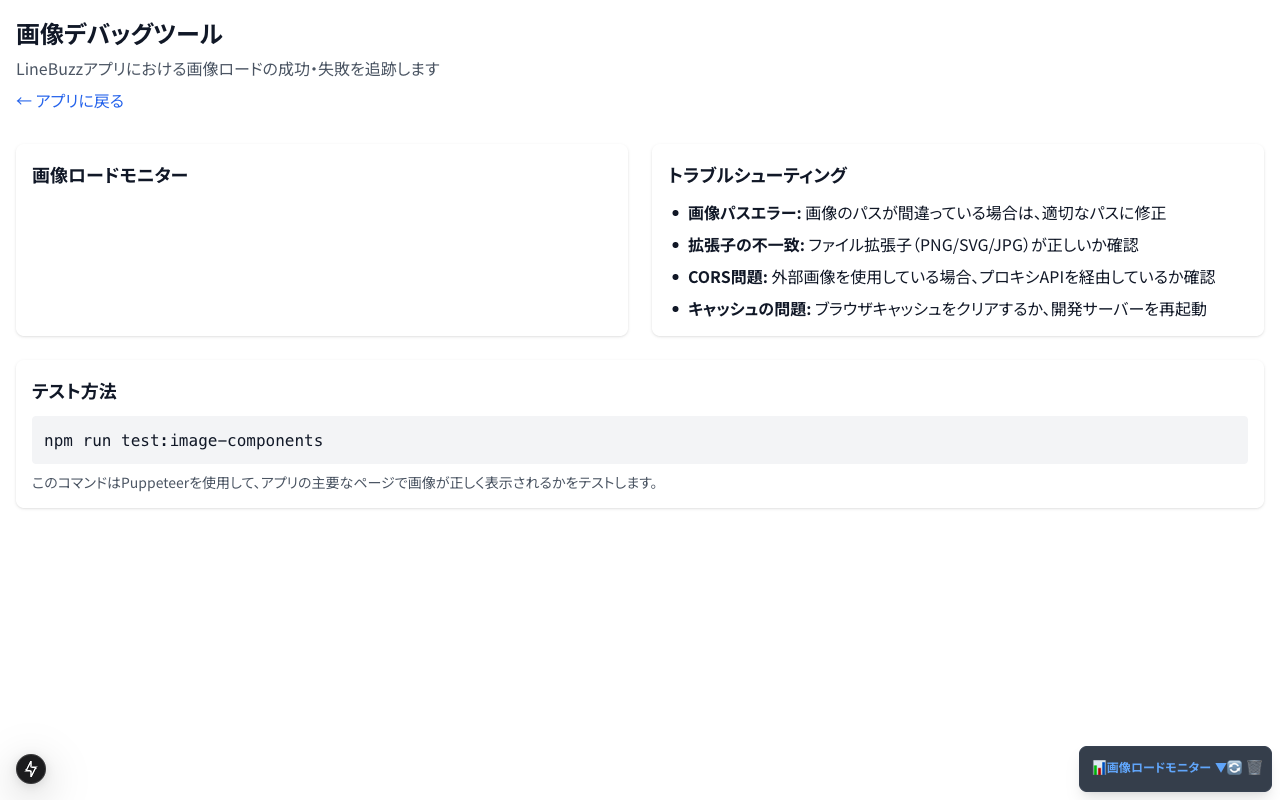 画像デバッグツール
LineBuzzアプリにおける画像ロードの成功・失敗を追跡します
← アプリに戻る
画像ロードモニター
トラブルシューティング
• 画像パスエラー: 画像のパスが間違っている場合は、適切なパスに修正
• 拡張子の不一致: ファイル拡張子（PNG/SVG/JPG）が正しいか確認
• CORS問題: 外部画像を使用している場合、プロキシAPIを経由しているか確認
• キャッシュの問題: ブラウザキャッシュをクリアするか、開発サーバーを再起動
テスト方法
npm run test:image-components
このコマンドはPuppeteerを使用して、アプリの主要なページで画像が正しく表示されるかをテストします。
📊画像ロードモニター ▼🔄 🗑️